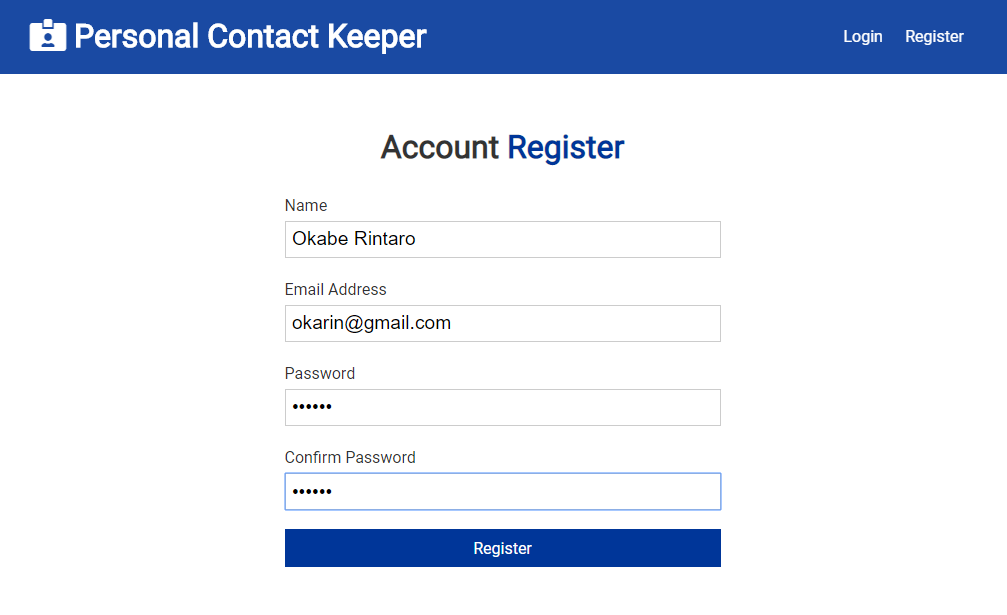 Personal Contact Keeper
Login Register
Account Register
Name
Okabe Rintaro
Email Address
okarin@gmail.com
Password
••••••
Confirm Password
••••••
Register